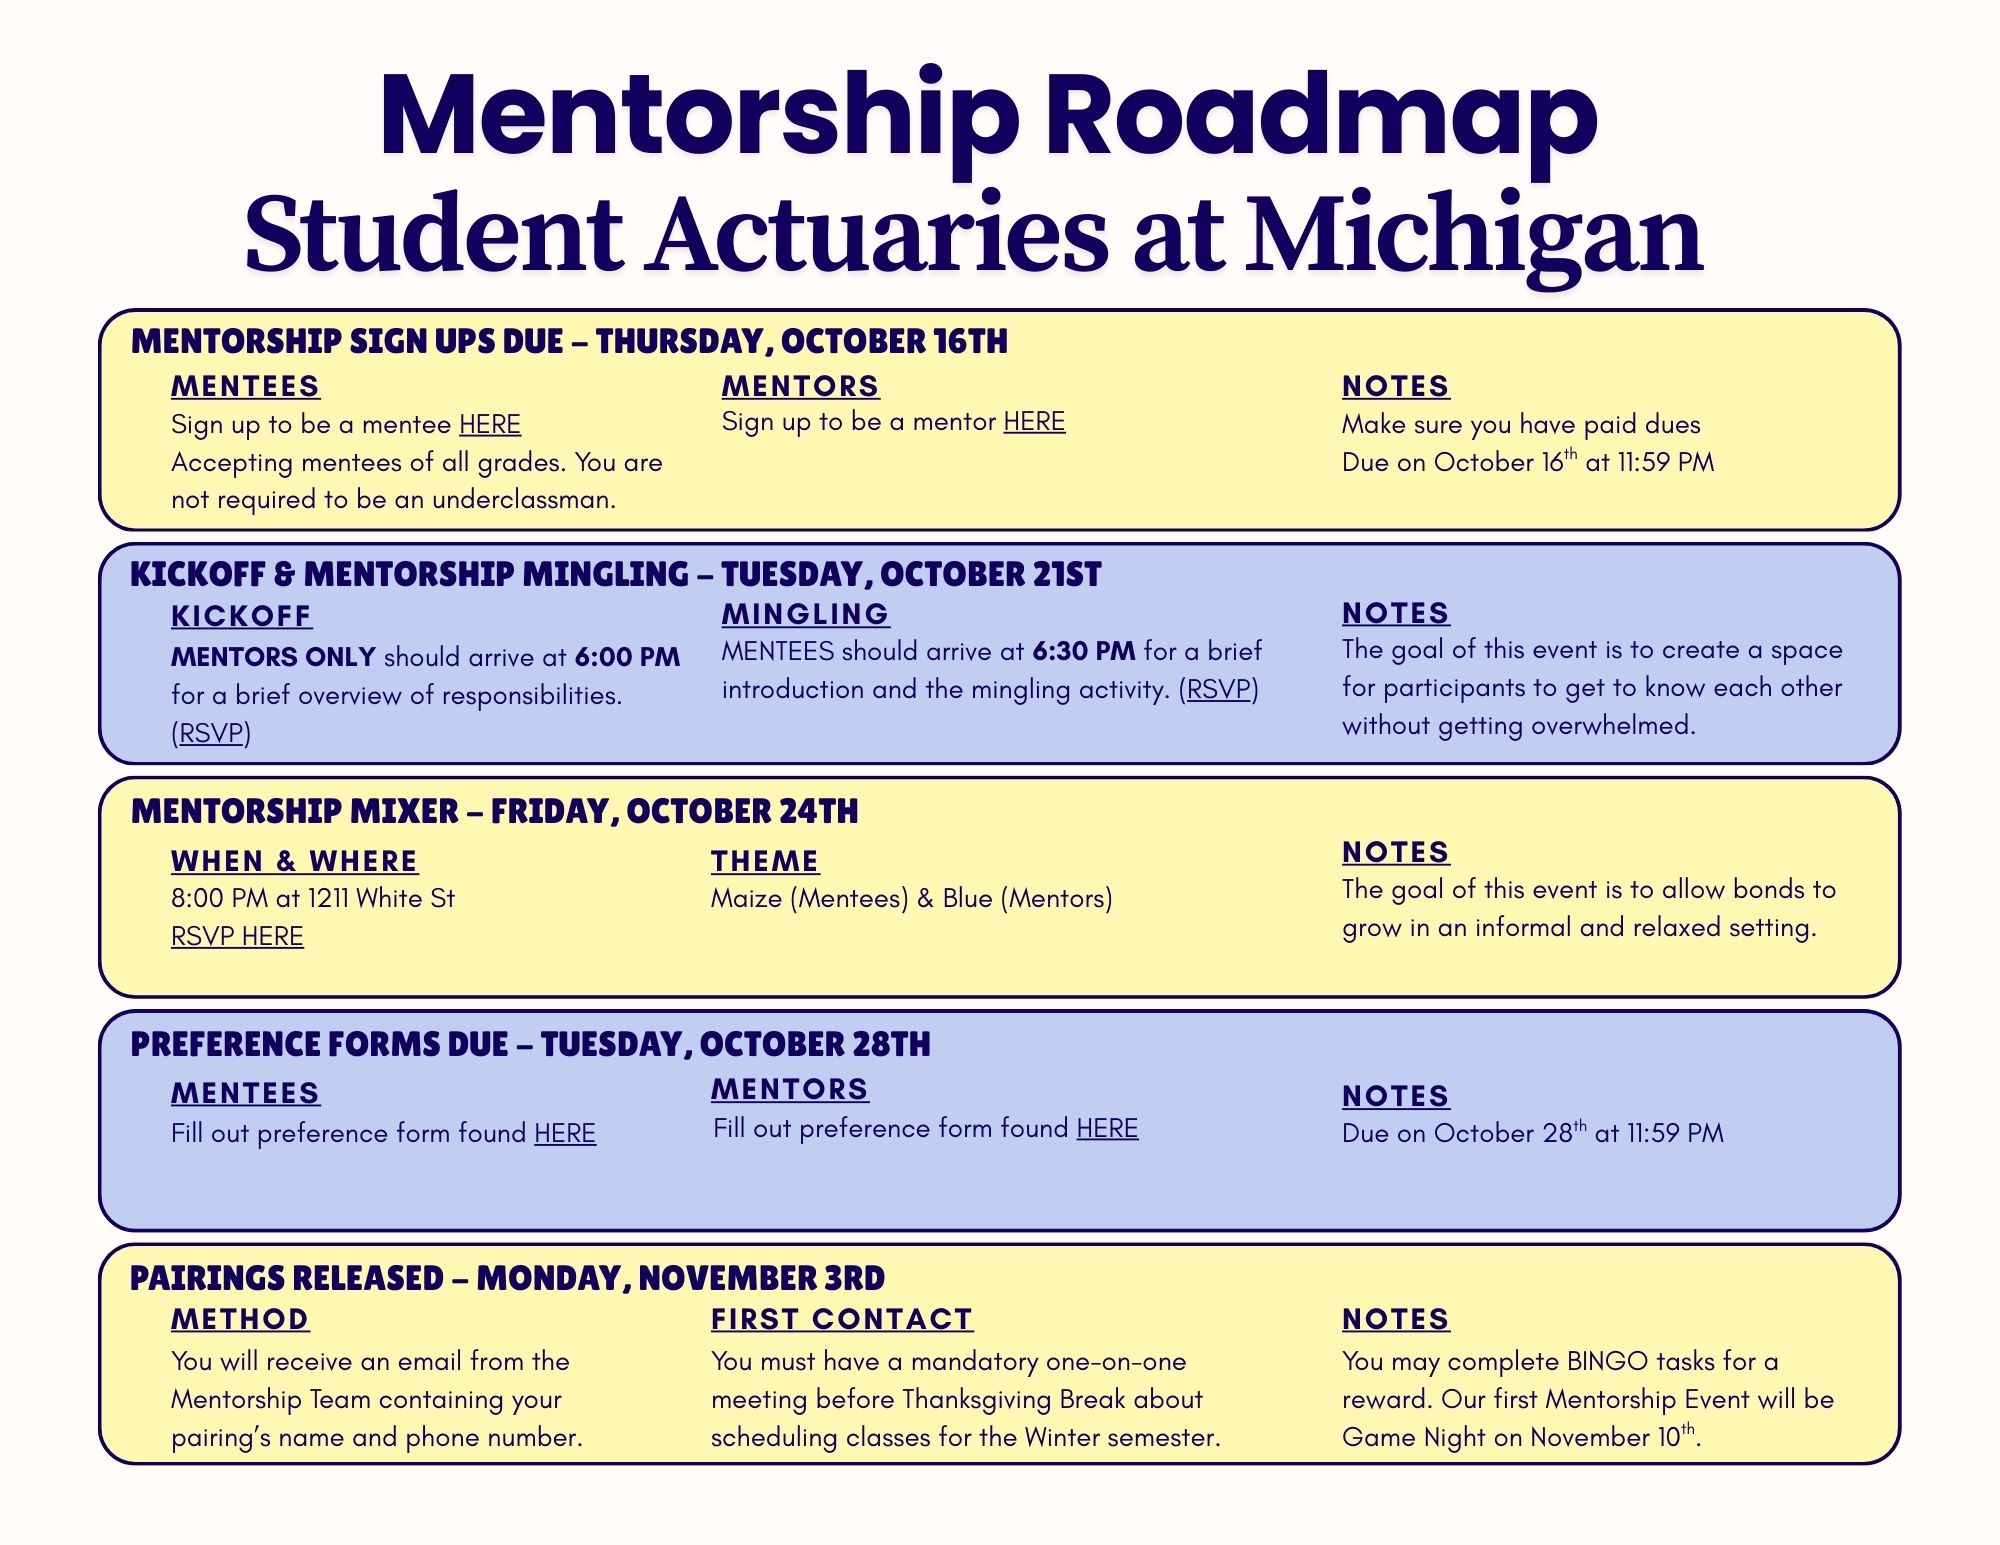 Mentorship Roadmap
Student Actuaries at Michigan
MENTORSHIP SIGN UPS DUE – THURSDAY, OCTOBER 16TH
MENTEES
Sign up to be a mentee HERE
Accepting mentees of all grades. You are
not required to be an underclassman.
MENTORS
Sign up to be a mentor HERE
NOTES
Make sure you have paid dues
Due on October 16th at 11:59 PM
KICKOFF & MENTORSHIP MINGLING – TUESDAY, OCTOBER 21ST
KICKOFF
MENTORS ONLY should arrive at 6:00 PM
for a brief overview of responsibilities.
(RSVP)
MINGLING
MENTEES should arrive at 6:30 PM for a brief
introduction and the mingling activity. (RSVP)
NOTES
The goal of this event is to create a space
for participants to get to know each other
without getting overwhelmed.
MENTORSHIP MIXER – FRIDAY, OCTOBER 24TH
WHEN & WHERE
8:00 PM at 1211 White St
RSVP HERE
THEME
Maize (Mentees) & Blue (Mentors)
NOTES
The goal of this event is to allow bonds to
grow in an informal and relaxed setting.
PREFERENCE FORMS DUE – TUESDAY, OCTOBER 28TH
MENTEES
Fill out preference form found HERE
MENTORS
Fill out preference form found HERE
NOTES
Due on October 28th at 11:59 PM
PAIRINGS RELEASED – MONDAY, NOVEMBER 3RD
METHOD
You will receive an email from the
Mentorship Team containing your
pairing’s name and phone number.
FIRST CONTACT
You must have a mandatory one-on-one
meeting before Thanksgiving Break about
scheduling classes for the Winter semester.
NOTES
You may complete BINGO tasks for a
reward. Our first Mentorship Event will be
Game Night on November 10th.